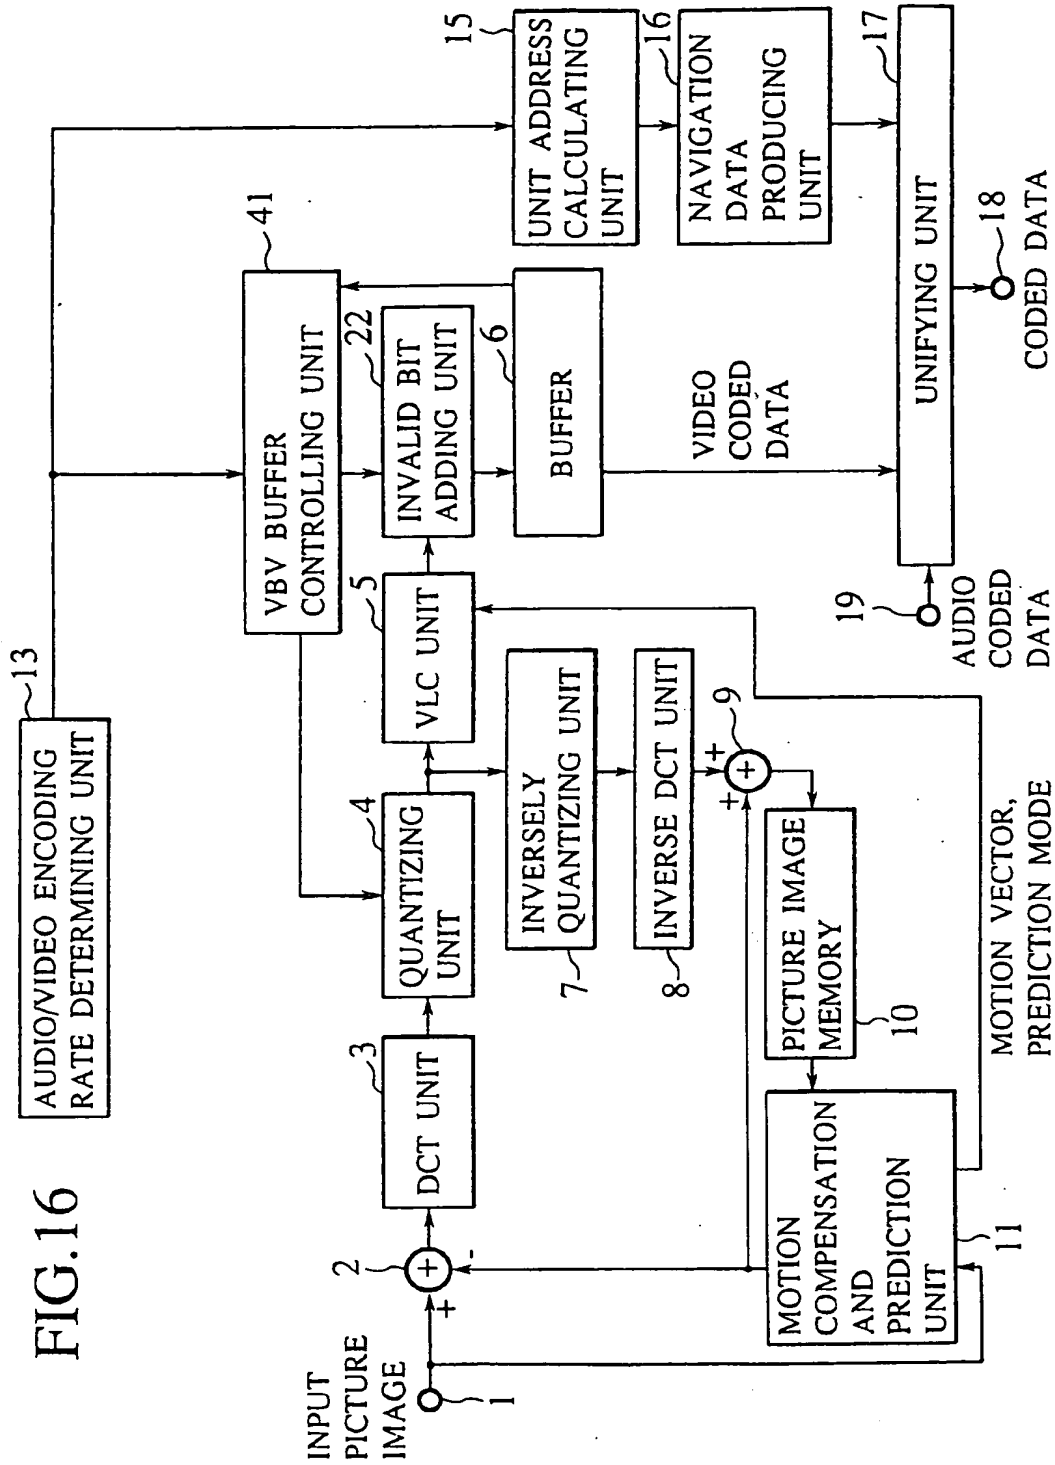 FIG.16
AUDIO/VIDEO ENCODING
RATE DETERMINING UNIT
13
VBV BUFFER
CONTROLLING UNIT
41
UNIT ADDRESS
CALCULATING
UNIT
15
NAVIGATION
DATA
PRODUCING
UNIT
16
INPUT
PICTURE
IMAGE
1
2
+
+
-
DCT UNIT
3
QUANTIZING
UNIT
4
VLC UNIT
5
INVALID BIT
ADDING UNIT
22
BUFFER
6
INVERSELY
QUANTIZING UNIT
7
INVERSE DCT UNIT
8
+
+
+
9
PICTURE IMAGE
MEMORY
10
MOTION
COMPENSATION
AND
PREDICTION
UNIT
11
MOTION VECTOR,
PREDICTION MODE
VIDEO
CODED
DATA
UNIFYING UNIT
17
19
AUDIO
CODED
DATA
18
CODED DATA